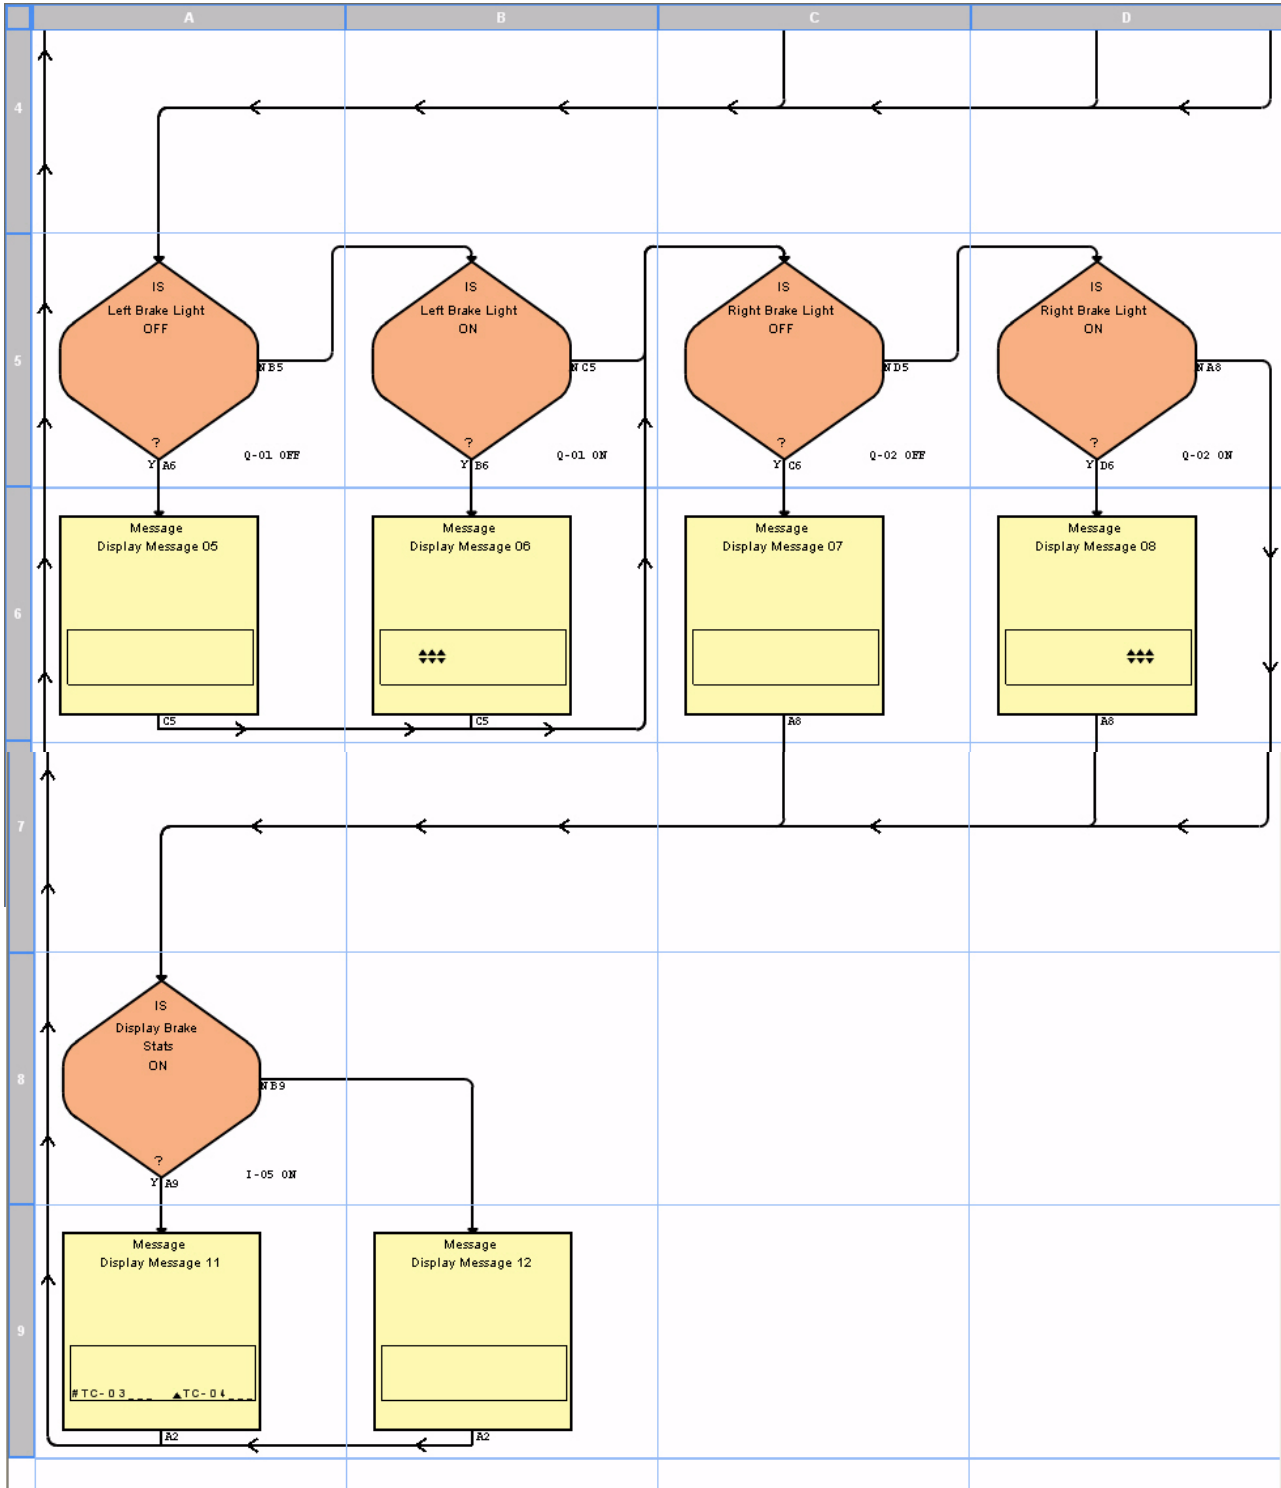 A B C D
4
5
IS
Left Brake Light
OFF
?
N B5
Y A6
Q-01 OFF
IS
Left Brake Light
ON
?
N C5
Y B6
Q-01 ON
IS
Right Brake Light
OFF
?
N D5
Y C6
Q-02 OFF
IS
Right Brake Light
ON
?
N A8
Y D6
Q-02 ON
6
Message
Display Message 05
C5
Message
Display Message 06
C5
Message
Display Message 07
A8
Message
Display Message 08
A8
7
8
IS
Display Brake
Stats
ON
?
N B9
Y A9
I-05 ON
9
Message
Display Message 11
#TC-03___ ▲TC-04___
A2
Message
Display Message 12
A2